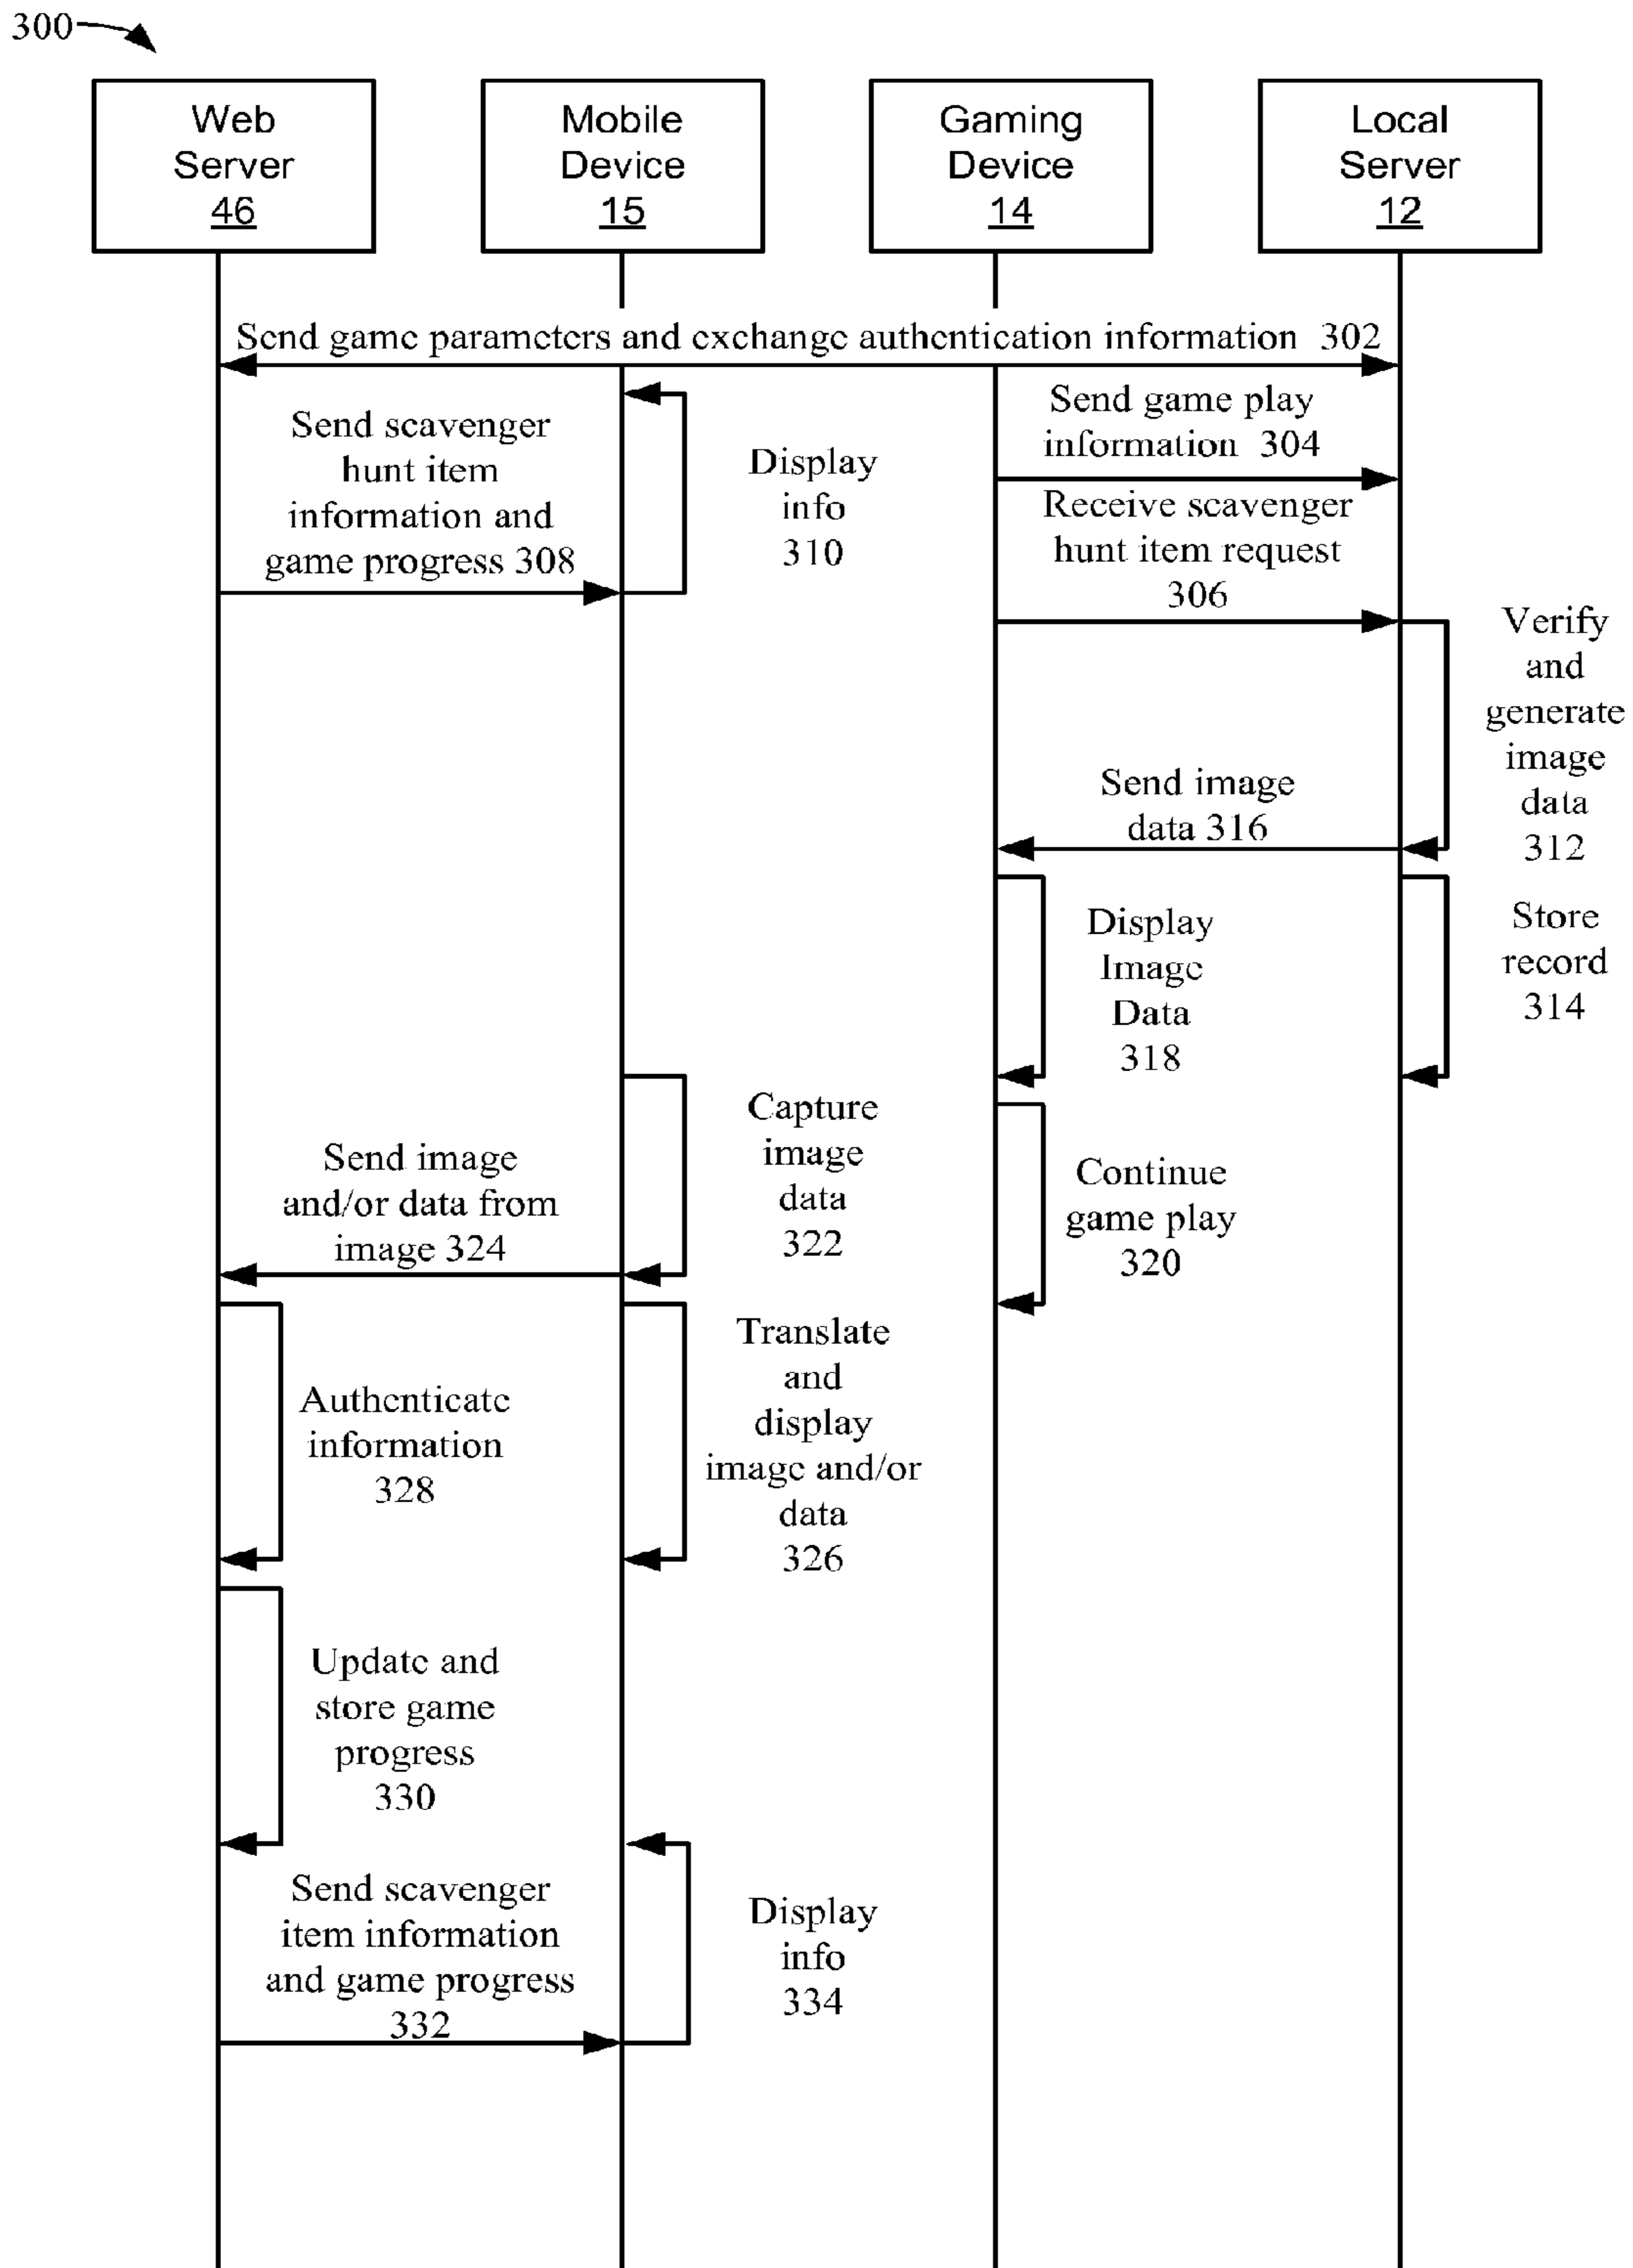 300
Web
Server
46
Mobile
Device
15
Gaming
Device
14
Local
Server
12
Send game parameters and exchange authentication information 302
Send game play
information 304
Send scavenger
hunt item
information and
game progress 308
Display
info
310
Receive scavenger
hunt item request
306
Verify
and
generate
image
data
312
Send image
data 316
Display
Image
Data
318
Store
record
314
Capture
image
data
322
Send image
and/or data from
image 324
Continue
game play
320
Translate
and
display
image and/or
data
326
Authenticate
information
328
Update and
store game
progress
330
Send scavenger
item information
and game progress
332
Display
info
334